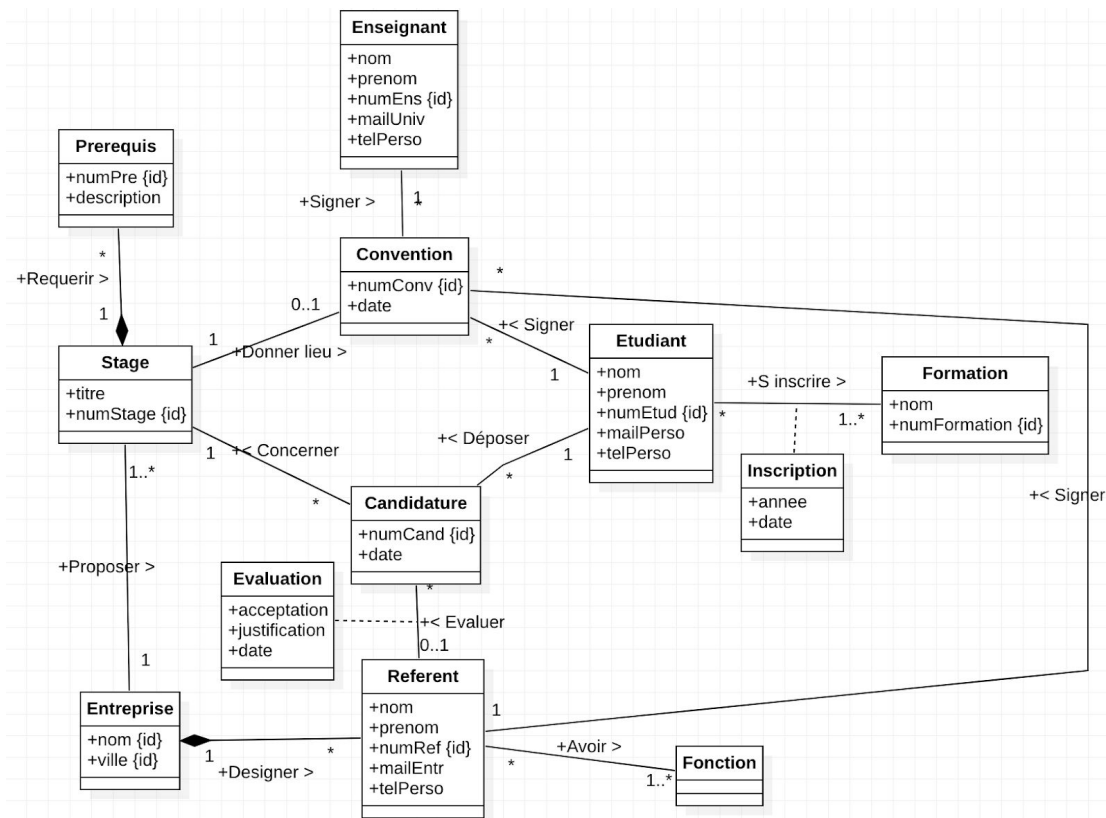 Enseignant
+nom
+prenom
+numEns {id}
+mailUniv
+telPerso
Prerequis
+numPre {id}
+description
+Signer >
1
*
*
+Requerir >
1
Convention
+numConv {id}
+date
*
0..1
1
+Donner lieu >
+< Signer
*
1
Stage
+titre
+numStage {id}
Etudiant
+nom
+prenom
+numEtud {id}
+mailPerso
+telPerso
+S inscrire >
*
1..*
Formation
+nom
+numFormation {id}
Inscription
+annee
+date
+< Signer
1
+< Concerner
*
+< Déposer
1
*
1..*
+Proposer >
1
Candidature
+numCand {id}
+date
Evaluation
+acceptation
+justification
+date
*
+< Evaluer
0..1
Entreprise
+nom {id}
+ville {id}
1
+Designer >
*
Referent
+nom
+prenom
+numRef {id}
+mailEntr
+telPerso
1
+Avoir >
*
1..*
Fonction